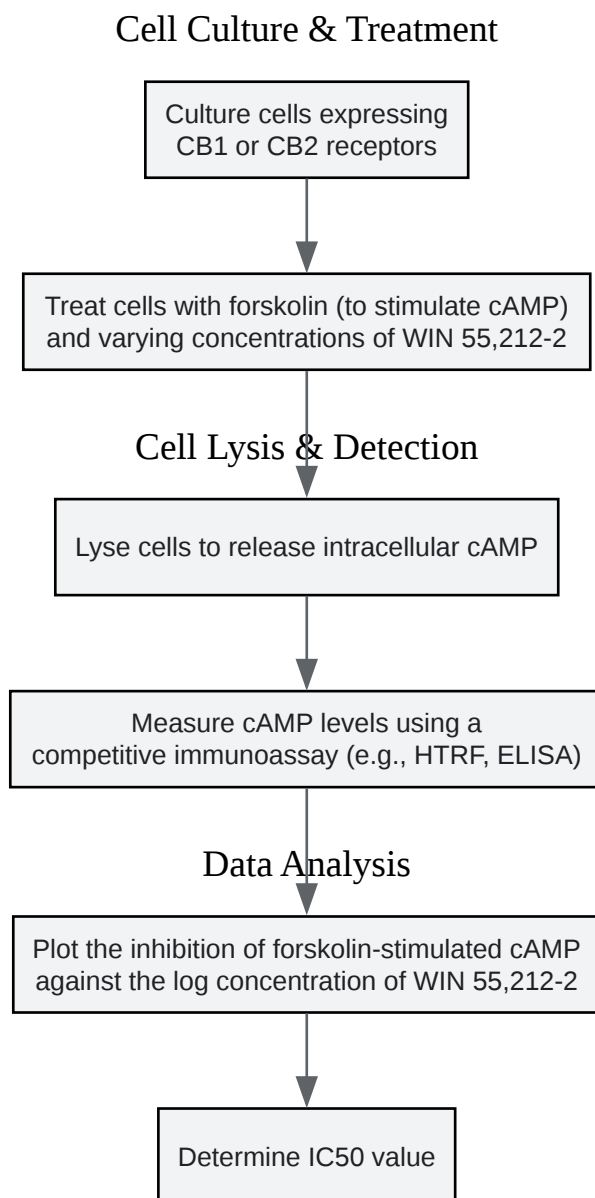 Cell Culture & Treatment
Culture cells expressing
CB1 or CB2 receptors
Treat cells with forskolin (to stimulate cAMP)
and varying concentrations of WIN 55,212-2
Cell Lysis & Detection
Lyse cells to release intracellular cAMP
Measure cAMP levels using a
competitive immunoassay (e.g., HTRF, ELISA)
Data Analysis
Plot the inhibition of forskolin-stimulated cAMP
against the log concentration of WIN 55,212-2
Determine IC50 value